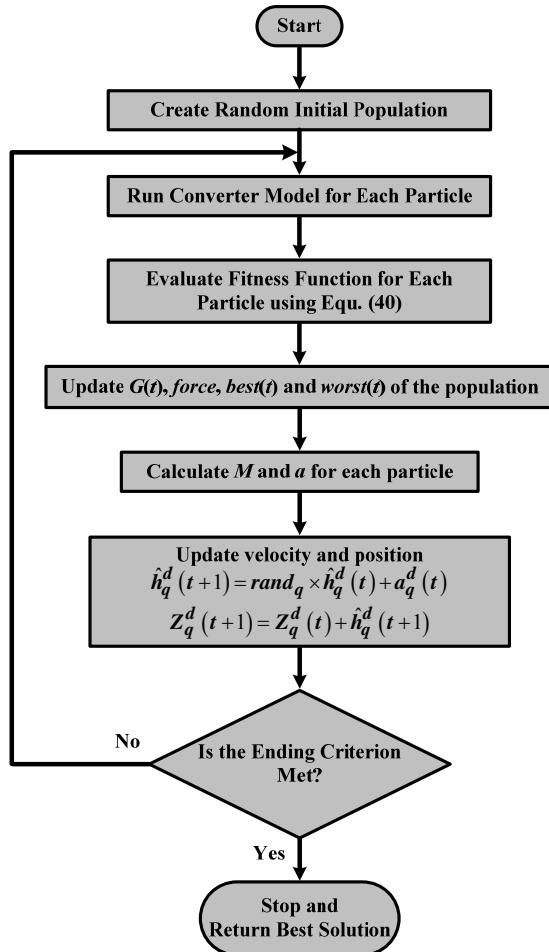 Start
Create Random Initial Population
Run Converter Model for Each Particle
Evaluate Fitness Function for Each
Particle using Equ. (40)
Update G(t), force, best(t) and worst(t) of the population
Calculate M and a for each particle
Update velocity and position
ĥ_q^d (t+1) = rand_q × ĥ_q^d (t) + a_q^d (t)
Z_q^d (t+1) = Z_q^d (t) + ĥ_q^d (t+1)
No
Is the Ending Criterion
Met?
Yes
Stop and
Return Best Solution